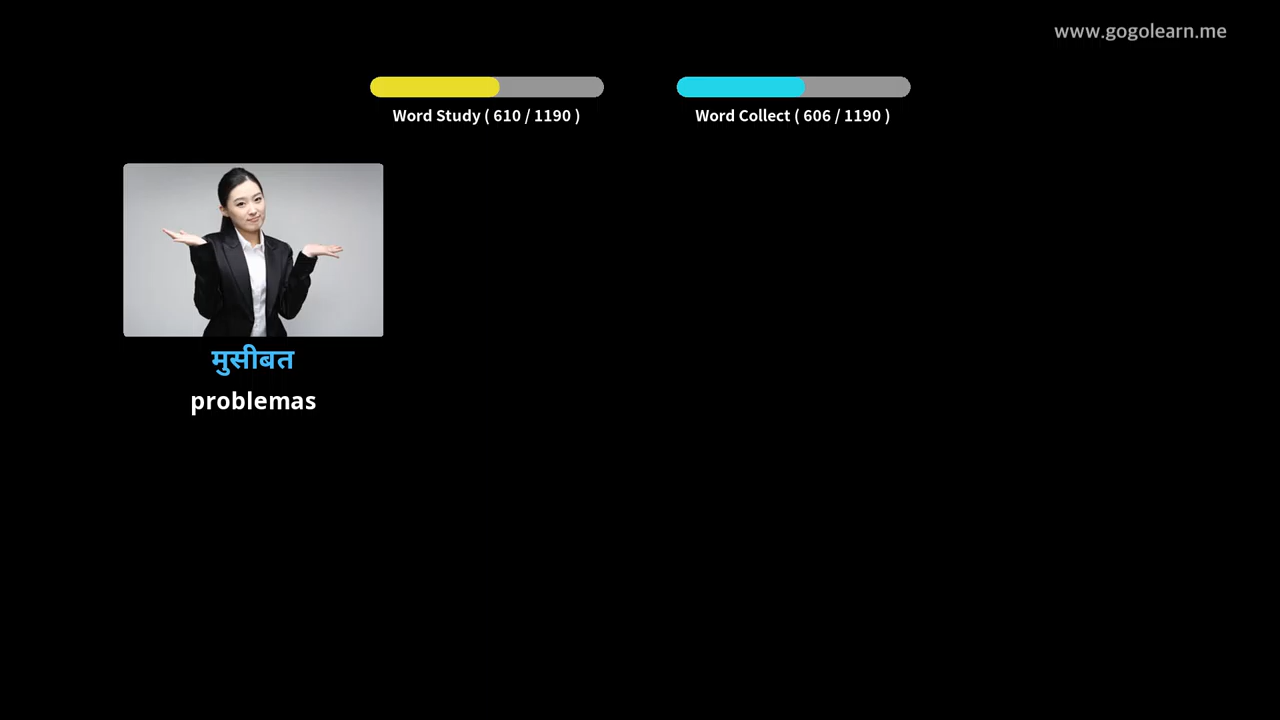 www.gogolearn.me
Word Study ( 610 / 1190 )
Word Collect ( 606 / 1190 )
मुसीबत
problemas